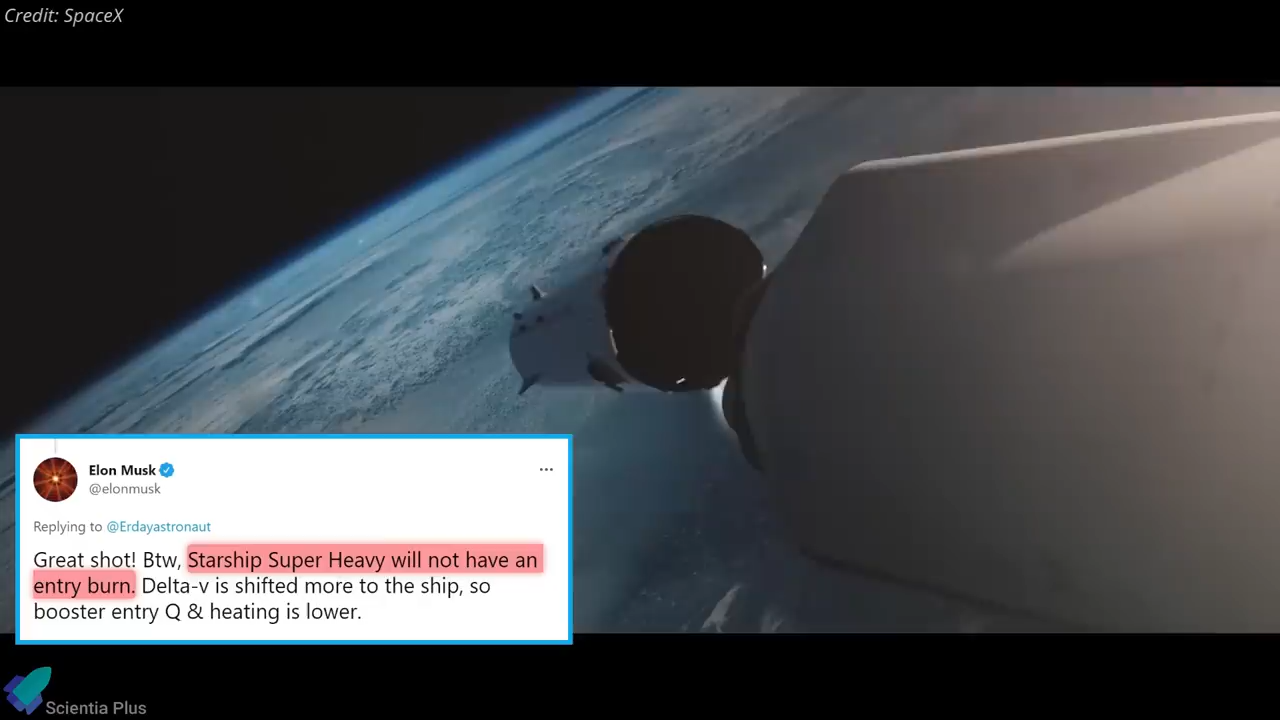 Credit: SpaceX
Elon Musk
@elonmusk
Replying to @Erdayastronaut
Great shot! Btw, Starship Super Heavy will not have an
entry burn. Delta-v is shifted more to the ship, so
booster entry Q & heating is lower.
Scientia Plus